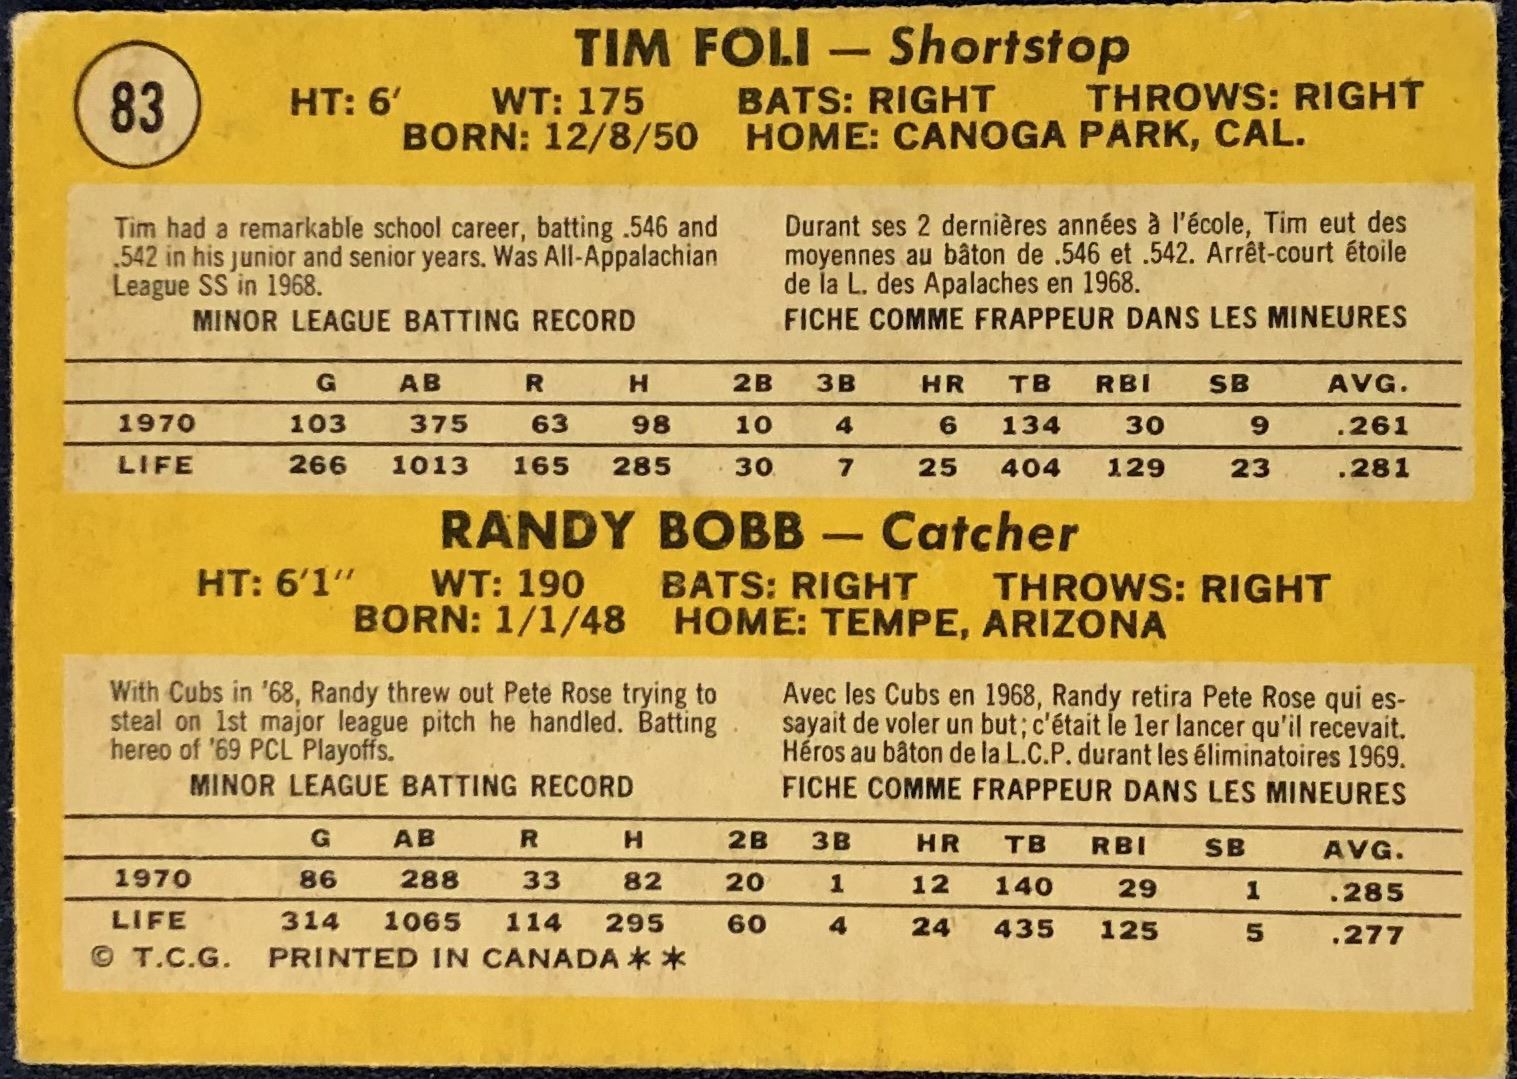 83
TIM FOLI — Shortstop
HT: 6′ WT: 175 BATS: RIGHT THROWS: RIGHT
BORN: 12/8/50 HOME: CANOGA PARK, CAL.
Tim had a remarkable school career, batting .546 and
.542 in his junior and senior years. Was All-Appalachian
League SS in 1968.
MINOR LEAGUE BATTING RECORD
Durant ses 2 dernières années à l'école, Tim eut des
moyennes au bâton de .546 et .542. Arrêt-court étoile
de la L. des Apalaches en 1968.
FICHE COMME FRAPPEUR DANS LES MINEURES
G AB R H 2B 3B HR TB RBI SB AVG.
1970 103 375 63 98 10 4 6 134 30 9 .261
LIFE 266 1013 165 285 30 7 25 404 129 23 .281
RANDY BOBB — Catcher
HT: 6′1″ WT: 190 BATS: RIGHT THROWS: RIGHT
BORN: 1/1/48 HOME: TEMPE, ARIZONA
With Cubs in '68, Randy threw out Pete Rose trying to
steal on 1st major league pitch he handled. Batting
hereo of '69 PCL Playoffs.
MINOR LEAGUE BATTING RECORD
Avec les Cubs en 1968, Randy retira Pete Rose qui es-
sayait de voler un but; c'était le 1er lancer qu'il recevait.
Héros au bâton de la L.C.P. durant les éliminatoires 1969.
FICHE COMME FRAPPEUR DANS LES MINEURES
G AB R H 2B 3B HR TB RBI SB AVG.
1970 86 288 33 82 20 1 12 140 29 1 .285
LIFE 314 1065 114 295 60 4 24 435 125 5 .277
© T.C.G. PRINTED IN CANADA**